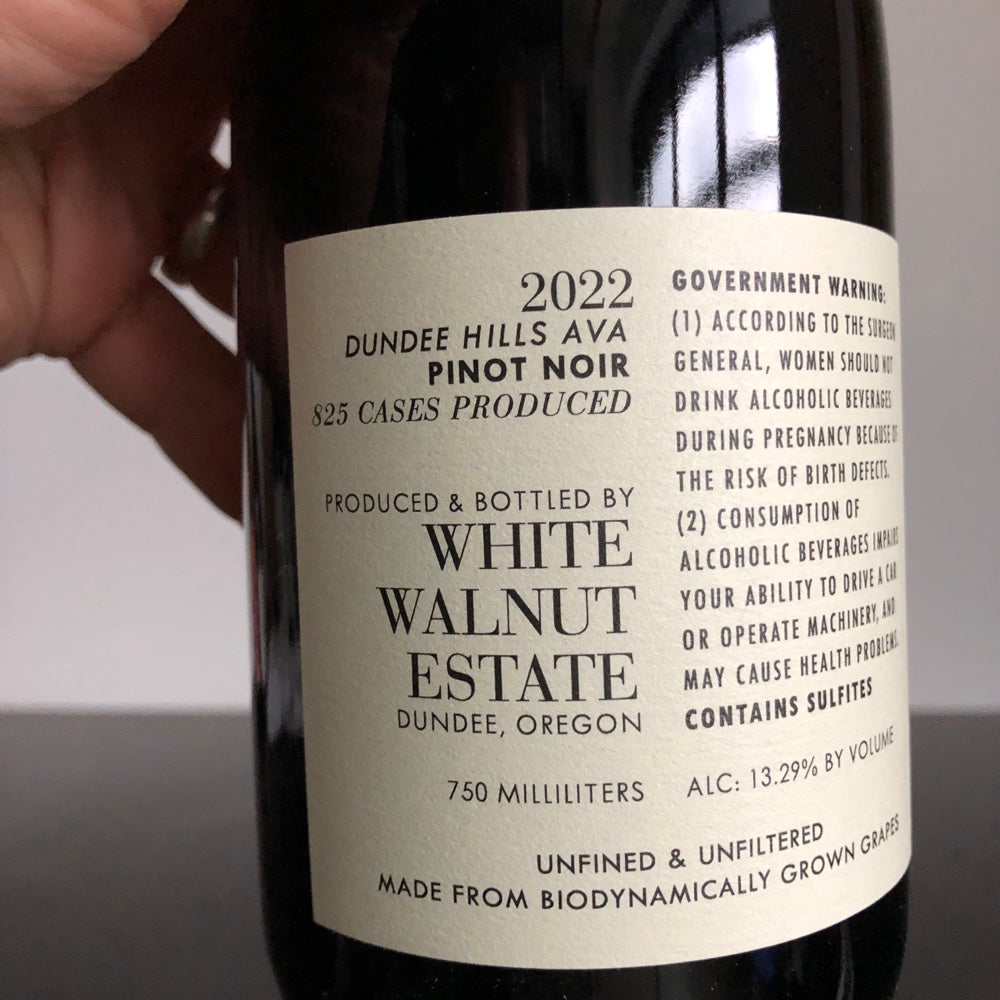 2022
DUNDEE HILLS AVA
PINOT NOIR
825 CASES PRODUCED
PRODUCED & BOTTLED BY
WHITE
WALNUT
ESTATE
DUNDEE, OREGON
750 MILLILITERS
GOVERNMENT WARNING:
(1) ACCORDING TO THE SURGEON
GENERAL, WOMEN SHOULD NOT
DRINK ALCOHOLIC BEVERAGES
DURING PREGNANCY BECAUSE OF
THE RISK OF BIRTH DEFECTS.
(2) CONSUMPTION OF
ALCOHOLIC BEVERAGES IMPAIRS
YOUR ABILITY TO DRIVE A CAR
OR OPERATE MACHINERY, AND
MAY CAUSE HEALTH PROBLEMS.
CONTAINS SULFITES
ALC: 13.29% BY VOLUME
UNFINED & UNFILTERED
MADE FROM BIODYNAMICALLY GROWN GRAPES